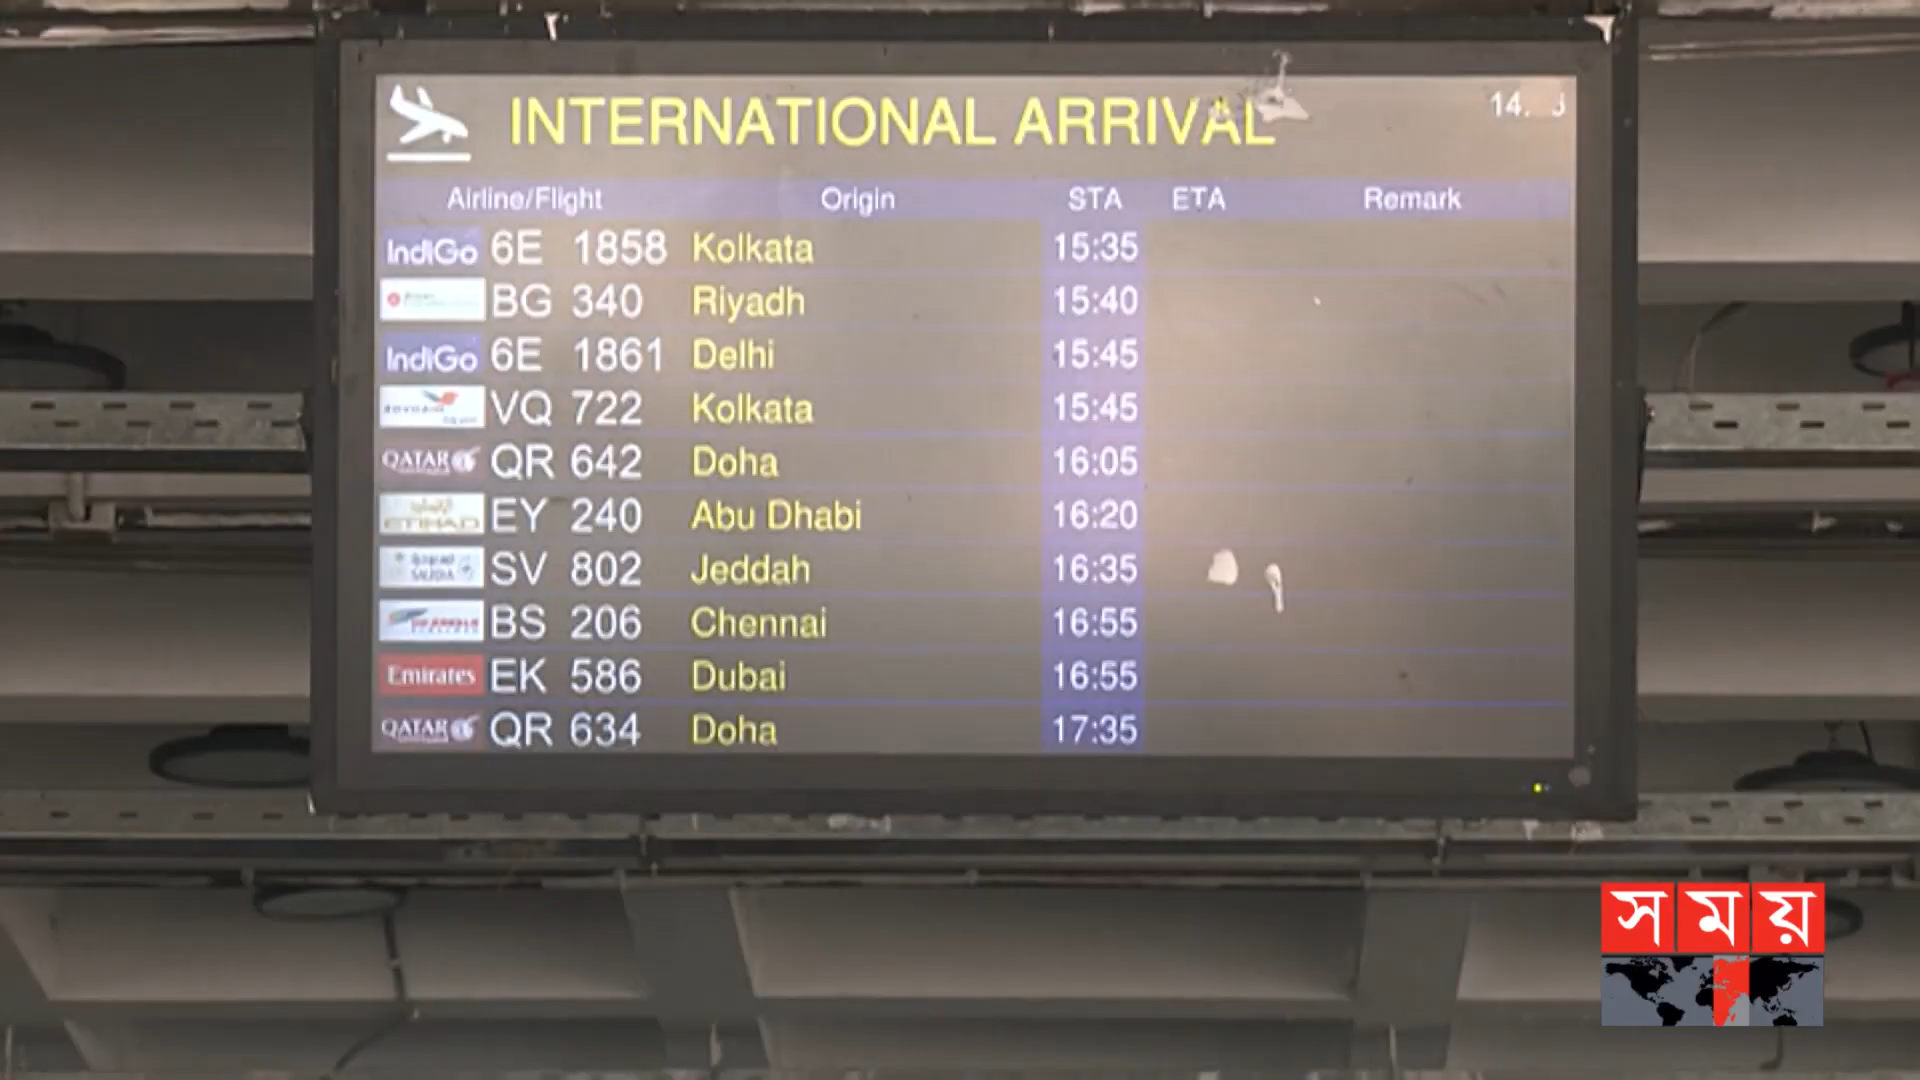 INTERNATIONAL ARRIVAL
Airline/Flight Origin STA ETA Remark
IndiGo 6E 1858 Kolkata 15:35
BG 340 Riyadh 15:40
IndiGo 6E 1861 Delhi 15:45
VQ 722 Kolkata 15:45
QATAR QR 642 Doha 16:05
ETIHAD EY 240 Abu Dhabi 16:20
SAUDIA SV 802 Jeddah 16:35
BS 206 Chennai 16:55
Emirates EK 586 Dubai 16:55
QATAR QR 634 Doha 17:35
সময়